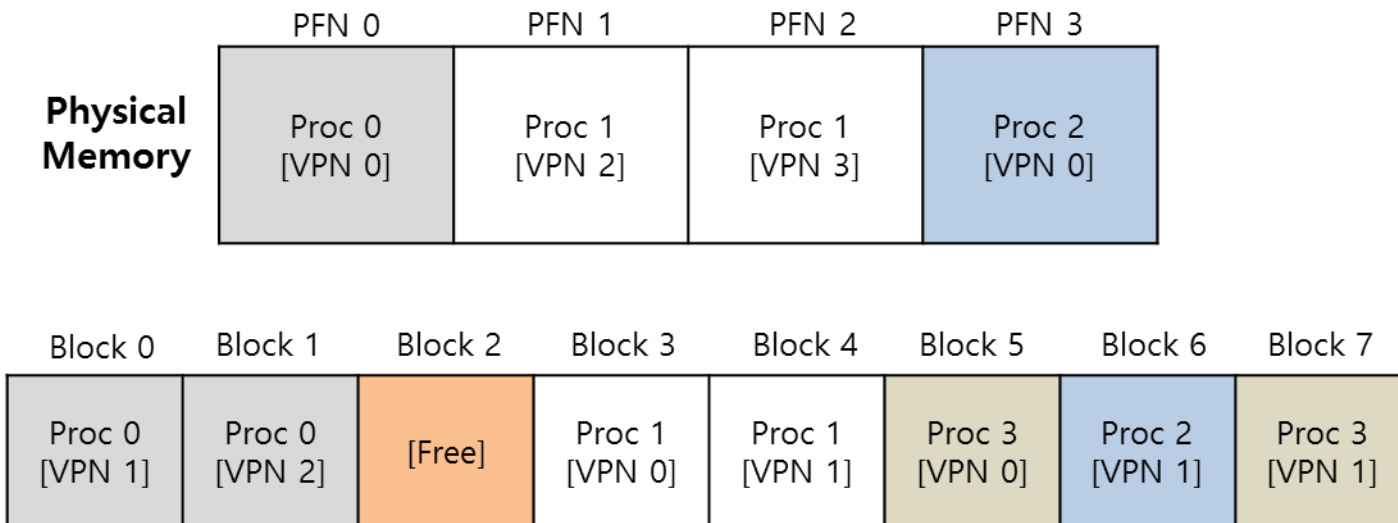 PFN 0 PFN 1 PFN 2 PFN 3
Physical
Memory
Proc 0
[VPN 0]
Proc 1
[VPN 2]
Proc 1
[VPN 3]
Proc 2
[VPN 0]
Block 0 Block 1 Block 2 Block 3 Block 4 Block 5 Block 6 Block 7
Proc 0
[VPN 1]
Proc 0
[VPN 2]
[Free]
Proc 1
[VPN 0]
Proc 1
[VPN 1]
Proc 3
[VPN 0]
Proc 2
[VPN 1]
Proc 3
[VPN 1]